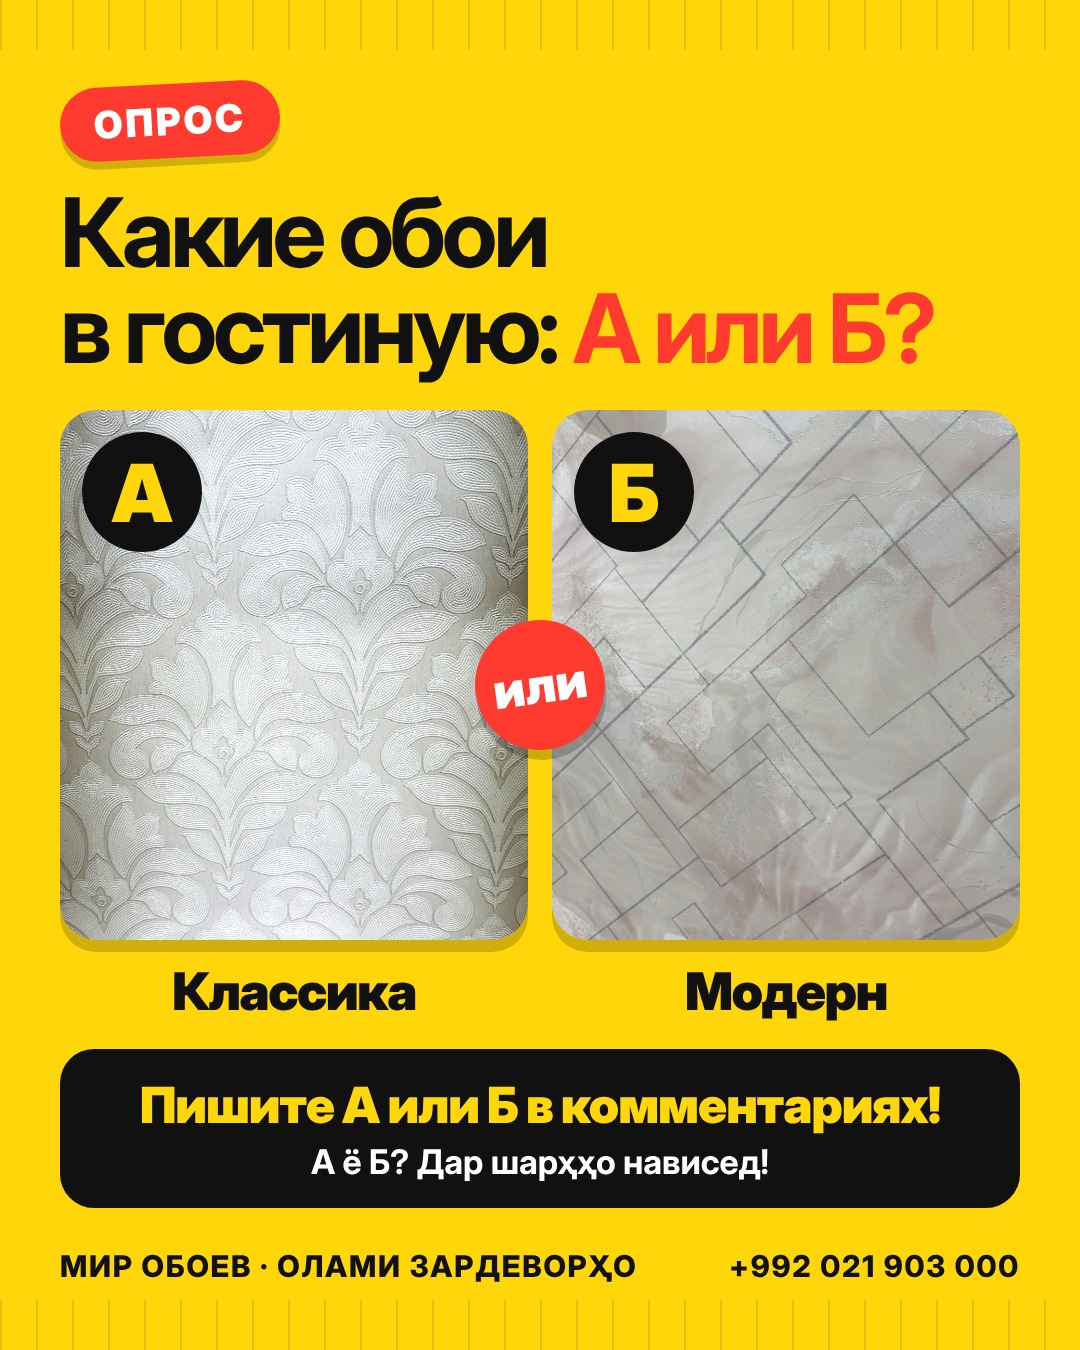 ОПРОС
Какие обои
в гостиную: А или Б?
А
Б
или
Классика
Модерн
Пишите А или Б в комментариях!
А ё Б? Дар шарҳҳо нависед!
МИР ОБОЕВ · ОЛАМИ ЗАРДЕВОРҲО
+992 021 903 000